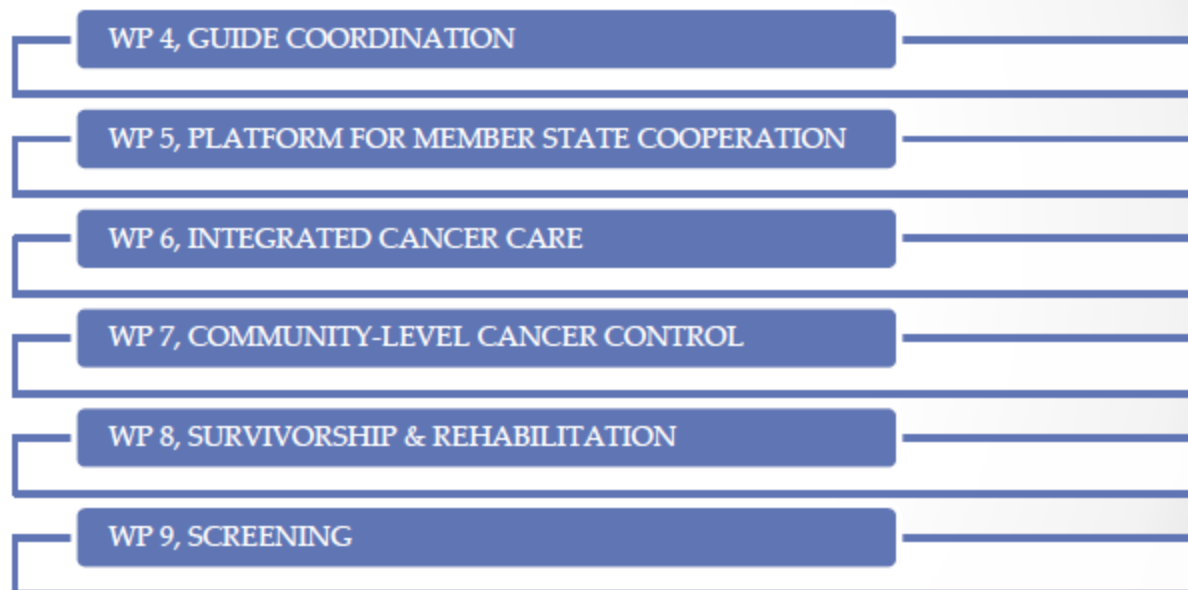 WP 4, GUIDE COORDINATION
WP 5, PLATFORM FOR MEMBER STATE COOPERATION
WP 6, INTEGRATED CANCER CARE
WP 7, COMMUNITY-LEVEL CANCER CONTROL
WP 8, SURVIVORSHIP & REHABILITATION
WP 9, SCREENING